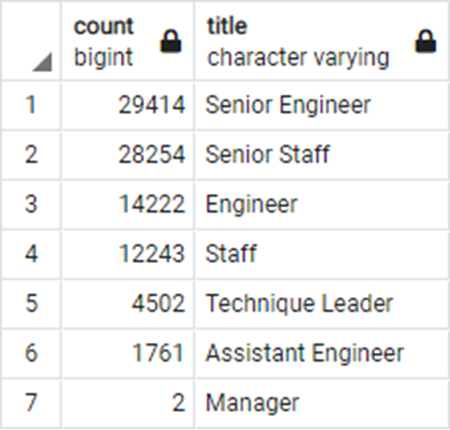 count title
bigint character varying
1 29414 Senior Engineer
2 28254 Senior Staff
3 14222 Engineer
4 12243 Staff
5 4502 Technique Leader
6 1761 Assistant Engineer
7 2 Manager